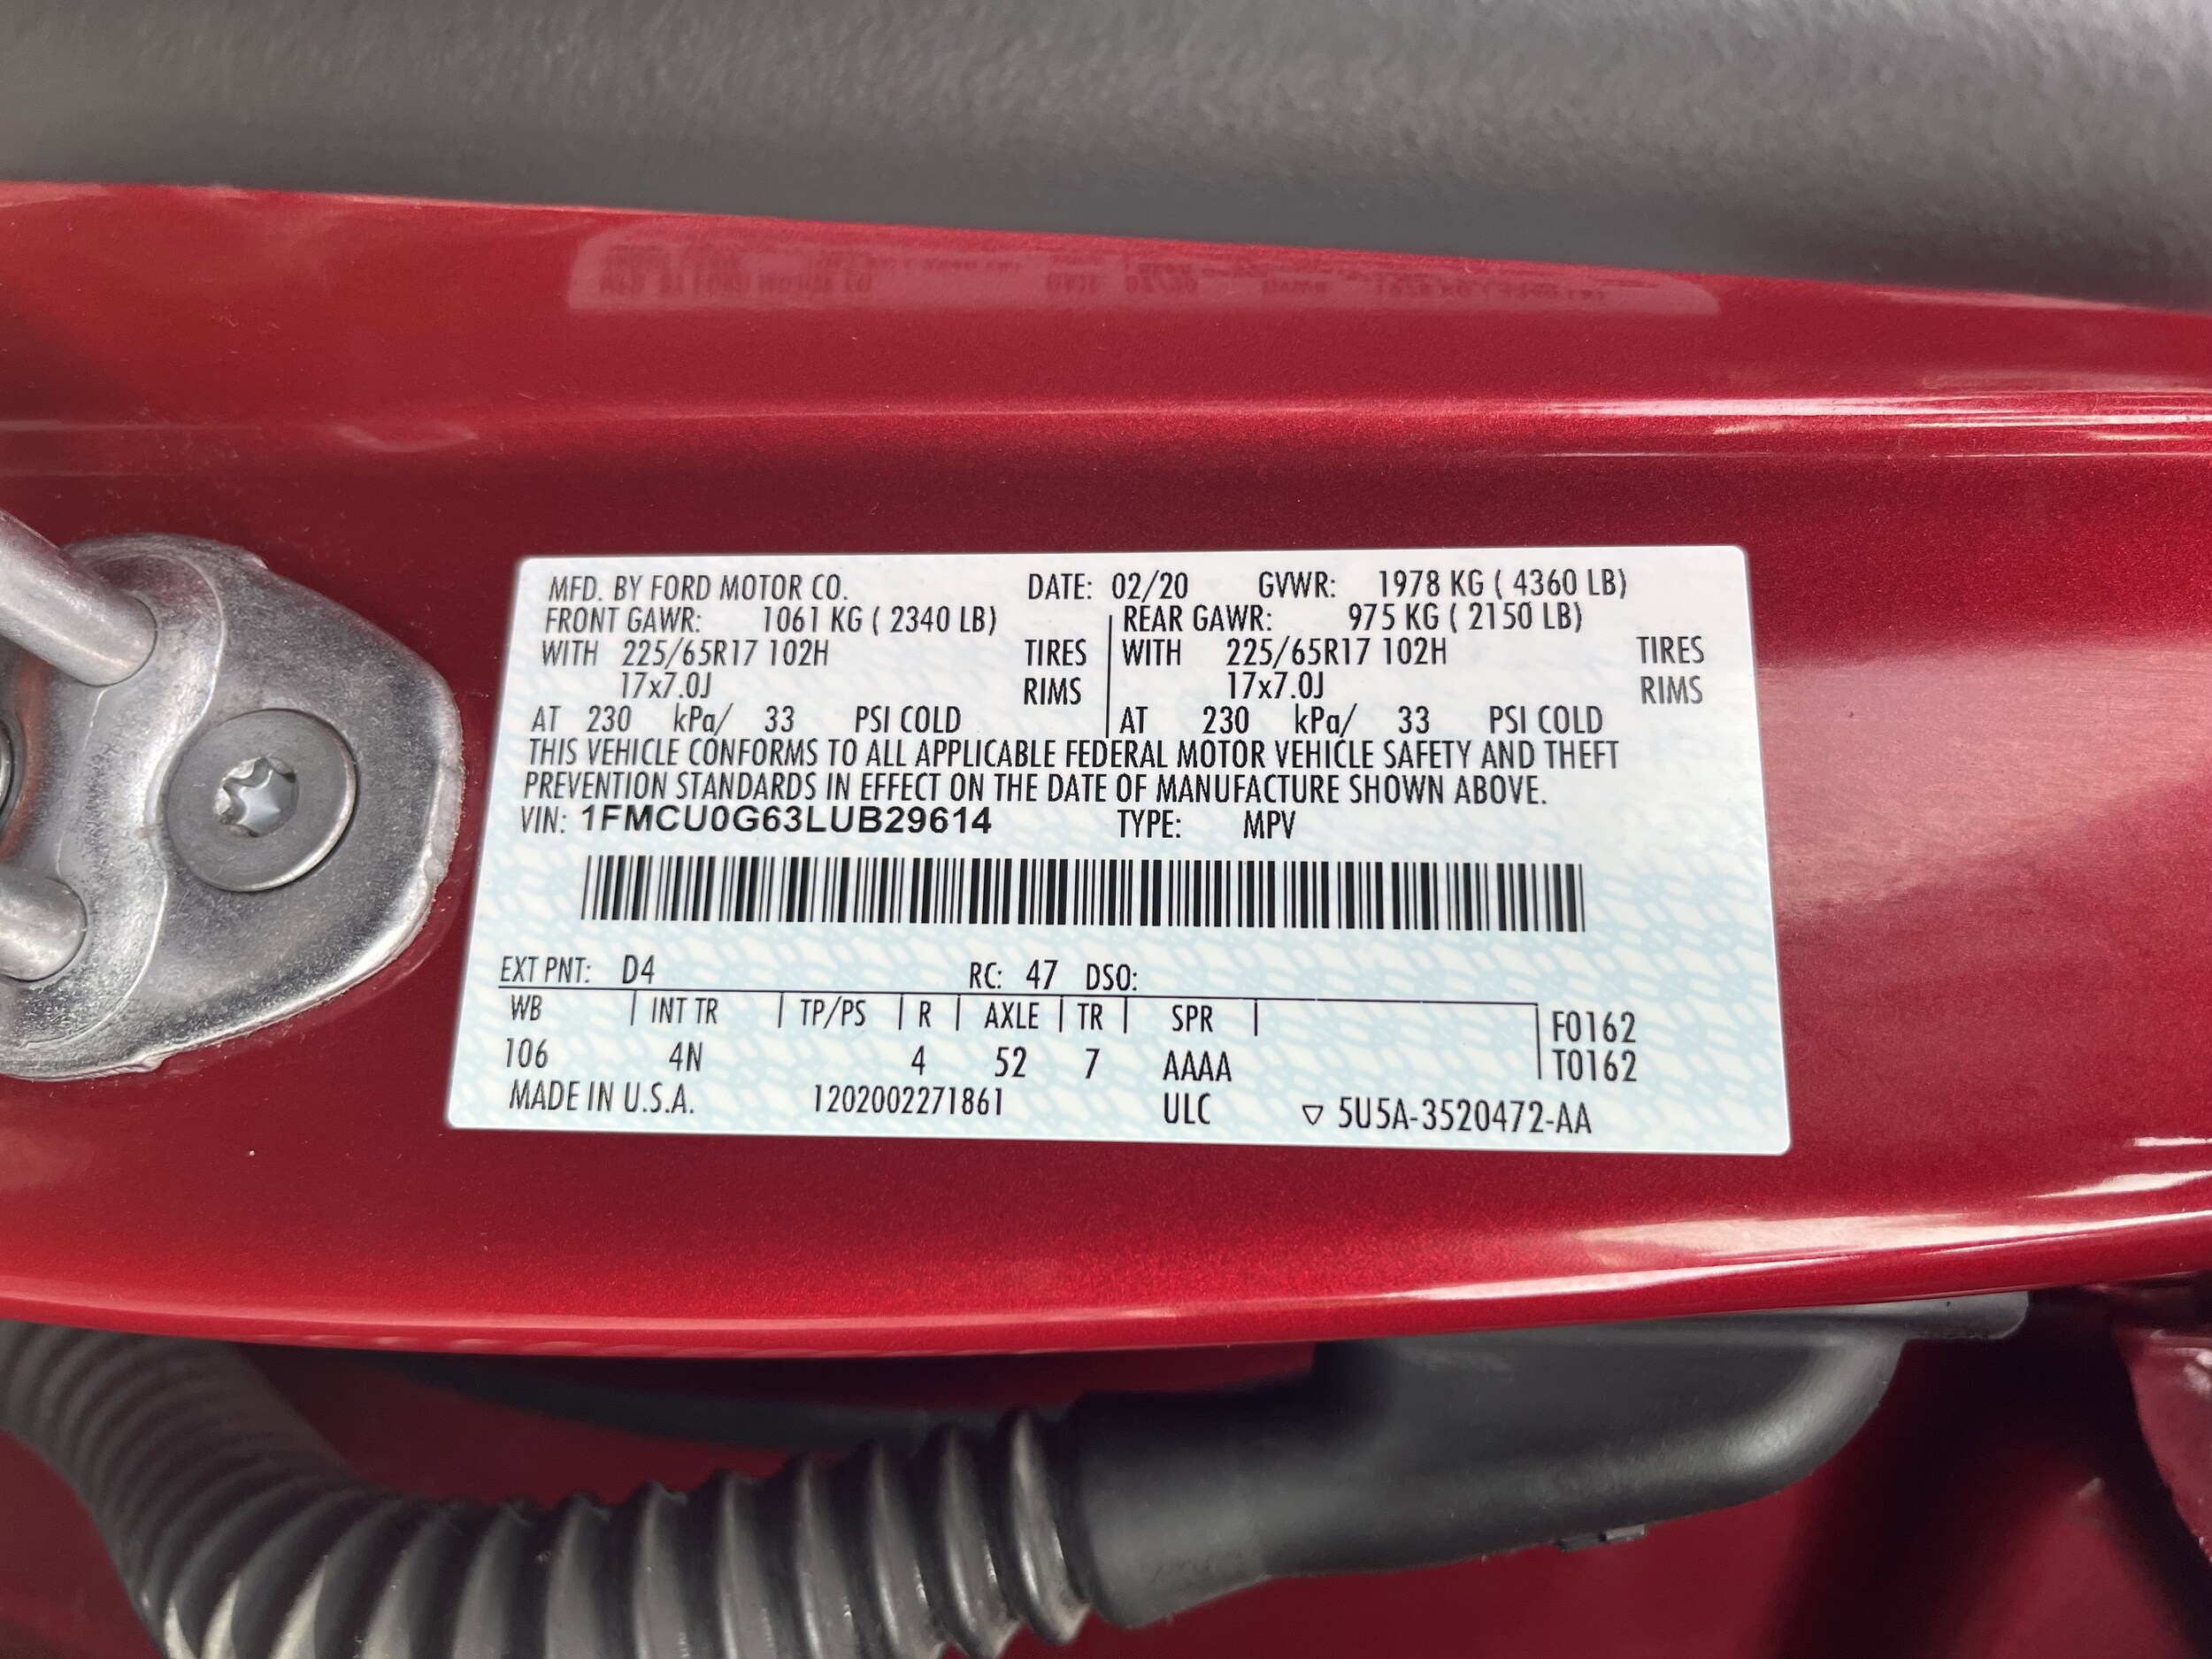 MFD. BY FORD MOTOR CO. DATE: 02/20 GVWR: 1978 KG ( 4360 LB)
FRONT GAWR: 1061 KG ( 2340 LB) REAR GAWR: 975 KG ( 2150 LB)
WITH 225/65R17 102H TIRES WITH 225/65R17 102H TIRES
17x7.0J RIMS 17x7.0J RIMS
AT 230 kPa/ 33 PSI COLD AT 230 kPa/ 33 PSI COLD
THIS VEHICLE CONFORMS TO ALL APPLICABLE FEDERAL MOTOR VEHICLE SAFETY AND THEFT
PREVENTION STANDARDS IN EFFECT ON THE DATE OF MANUFACTURE SHOWN ABOVE.
VIN: 1FMCU0G63LUB29614 TYPE: MPV
EXT PNT: D4 RC: 47 DSO:
WB INT TR TP/PS R AXLE TR SPR F0162
106 4N 4 52 7 AAAA T0162
MADE IN U.S.A. 1202002271861 ULC ▽ 5U5A-3520472-AA